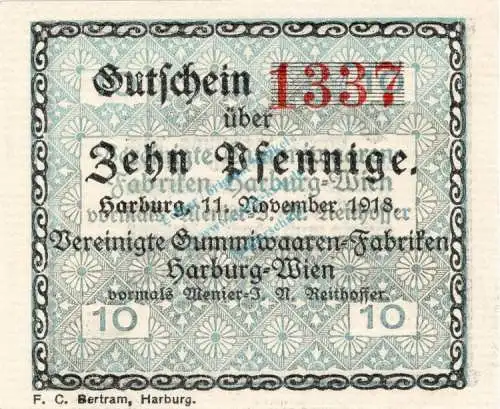 Gutschein 1337
über
Zehn Pfennige.
Harburg, 11. November 1918.
Vereinigte Gummiwaaren-Fabriken
Harburg-Wien
vormals Menier-J. N. Reithoffer.
10 10
F. C. Bertram, Harburg.